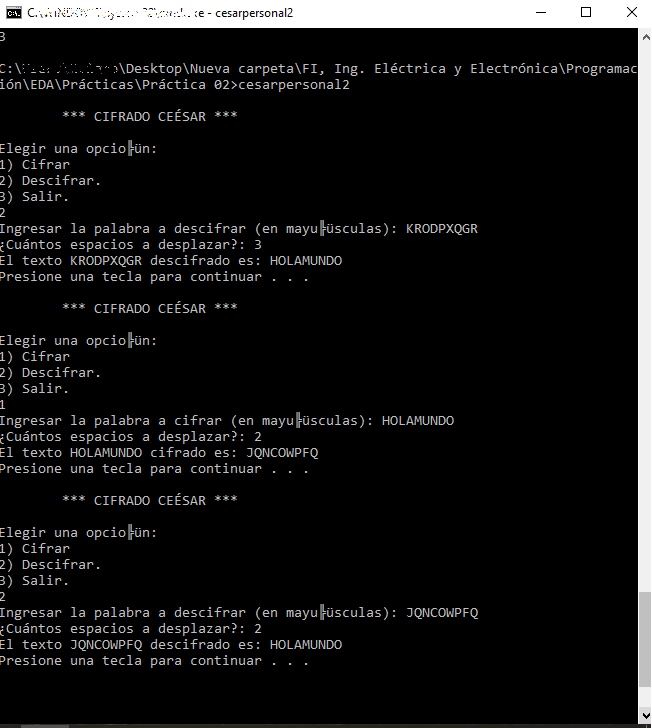 - cesarpersonal2
3
\Desktop\Nueva carpeta\FI, Ing. Eléctrica y Electrónica\Programac
ión\EDA\Prácticas\Práctica 02>cesarpersonal2
*** CIFRADO CEÉSAR ***
Elegir una opcio╠ün:
1) Cifrar
2) Descifrar.
3) Salir.
2
Ingresar la palabra a descifrar (en mayu╠üsculas): KRODPXQGR
¿Cuántos espacios a desplazar?: 3
El texto KRODPXQGR descifrado es: HOLAMUNDO
Presione una tecla para continuar . . .
*** CIFRADO CEÉSAR ***
Elegir una opcio╠ün:
1) Cifrar
2) Descifrar.
3) Salir.
1
Ingresar la palabra a cifrar (en mayu╠üsculas): HOLAMUNDO
¿Cuántos espacios a desplazar?: 2
El texto HOLAMUNDO cifrado es: JQNCOWPFQ
Presione una tecla para continuar . . .
*** CIFRADO CEÉSAR ***
Elegir una opcio╠ün:
1) Cifrar
2) Descifrar.
3) Salir.
2
Ingresar la palabra a descifrar (en mayu╠üsculas): JQNCOWPFQ
¿Cuántos espacios a desplazar?: 2
El texto JQNCOWPFQ descifrado es: HOLAMUNDO
Presione una tecla para continuar . . .